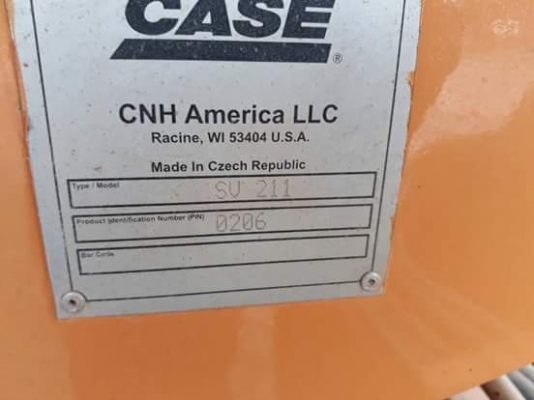 CASE
®
CNH America LLC
Racine, WI 53404 U.S.A.
Made In Czech Republic
Type / Model SV 211
Product Identification Number (PIN) 0206
Bar Code